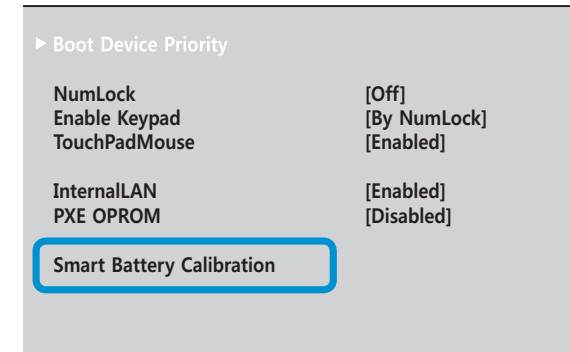 ▶ Boot Device Priority
NumLock [Off]
Enable Keypad [By NumLock]
TouchPadMouse [Enabled]
InternalLAN [Enabled]
PXE OPROM [Disabled]
Smart Battery Calibration